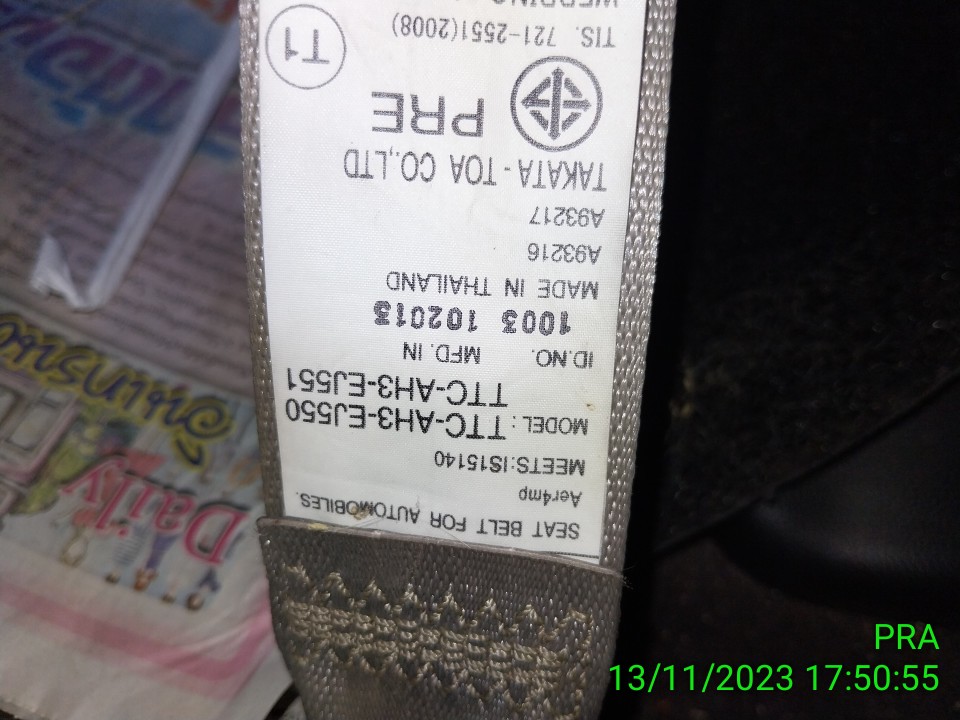 SEAT BELT FOR AUTOMOBILES.
Aer4mp
MEETS:IS15140
MODEL: TTC-AH3-EJ550
TTC-AH3-EJ551
ID.NO. MFD. IN
1003 102013
MADE IN THAILAND
A93216
A93217
TAKATA-TOA CO.,LTD
PRE
T1
TIS. 721-2551(2008)
Daily
PRA
13/11/2023 17:50:55